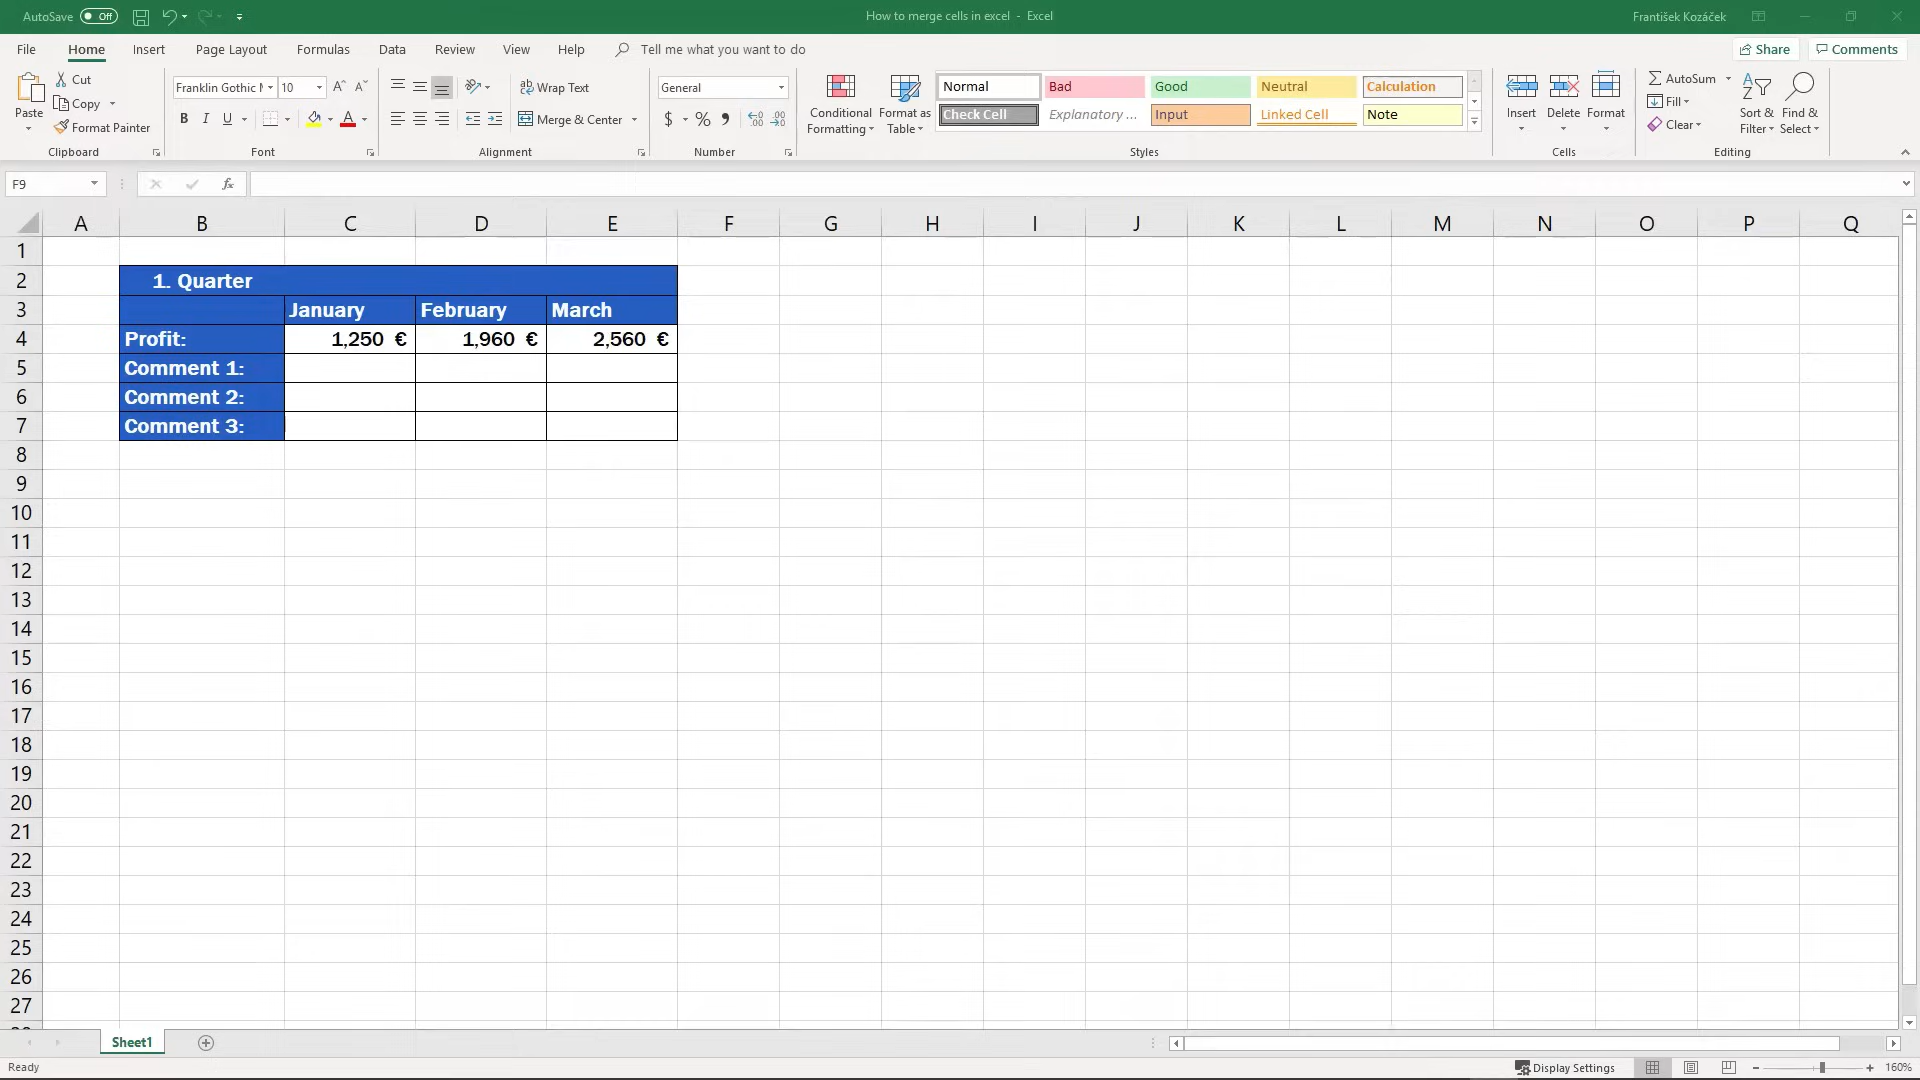 AutoSave Off
How to merge cells in excel - Excel
František Kozáček
File Home Insert Page Layout Formulas Data Review View Help Tell me what you want to do
Share Comments
Paste
Cut
Copy
Format Painter
Clipboard
Franklin Gothic 10
B I U
Font
Wrap Text
Merge & Center
Alignment
General
$ % ,
Number
Conditional Formatting
Format as Table
Normal Bad Good Neutral Calculation
Check Cell Explanatory ... Input Linked Cell Note
Styles
Insert Delete Format
Cells
AutoSum
Fill
Clear
Sort & Filter
Find & Select
Editing
F9
fx
A B C D E F G H I J K L M N O P Q
1
2 1. Quarter
3 January February March
4 Profit: 1,250 € 1,960 € 2,560 €
5 Comment 1:
6 Comment 2:
7 Comment 3:
8
9
10
11
12
13
14
15
16
17
18
19
20
21
22
23
24
25
26
27
Sheet1
Ready
Display Settings
160%